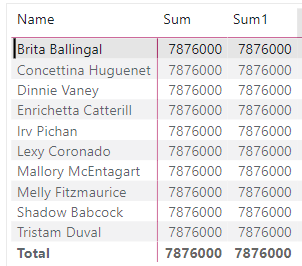 Name Sum Sum1
Brita Ballingal 7876000 7876000
Concettina Huguenet 7876000 7876000
Dinnie Vaney 7876000 7876000
Enrichetta Catterill 7876000 7876000
Irv Pichan 7876000 7876000
Lexy Coronado 7876000 7876000
Mallory McEntagart 7876000 7876000
Melly Fitzmaurice 7876000 7876000
Shadow Babcock 7876000 7876000
Tristam Duval 7876000 7876000
Total 7876000 7876000